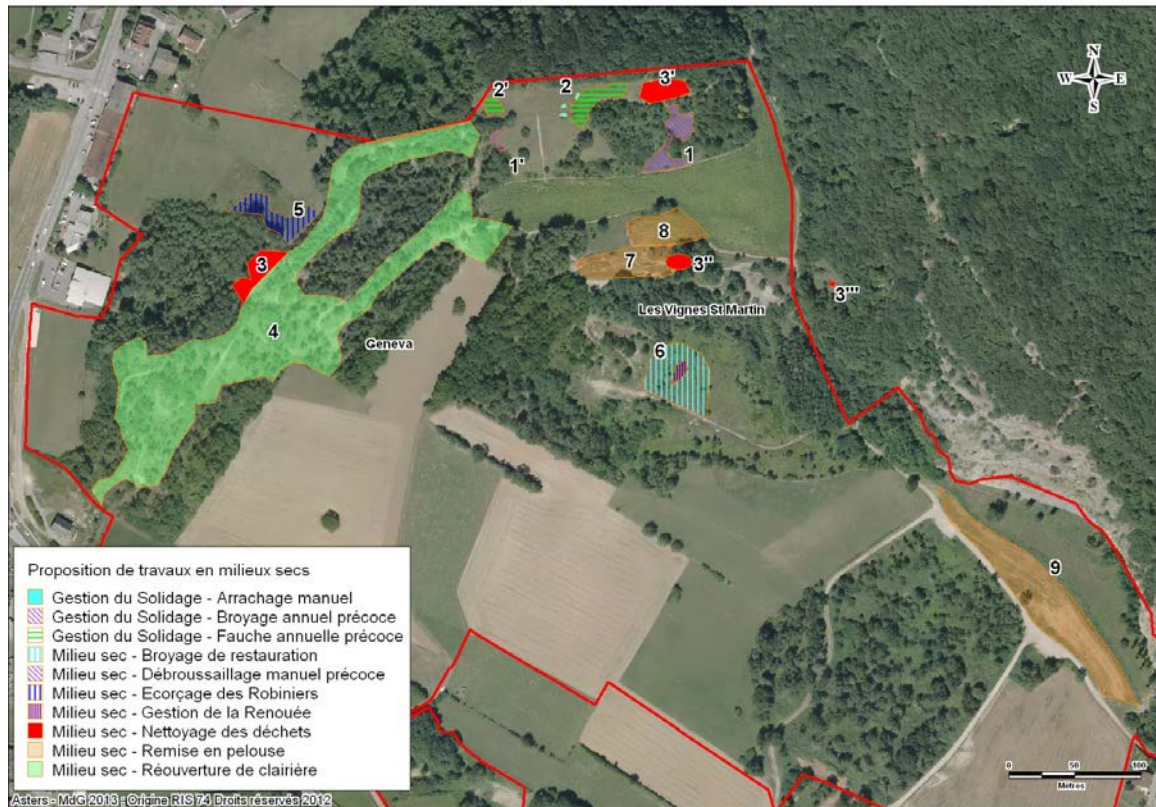 N
W E
S
2' 2 3'
1' 1
5
8
3 7 3'' 3'''
Les Vignes St Martin
4 Geneva 6
9
Proposition de travaux en milieux secs
Gestion du Solidage - Arrachage manuel
Gestion du Solidage - Broyage annuel précoce
Gestion du Solidage - Fauche annuelle précoce
Milieu sec - Broyage de restauration
Milieu sec - Débroussaillage manuel précoce
Milieu sec - Ecorçage des Robiniers
Milieu sec - Gestion de la Renouée
Milieu sec - Nettoyage des déchets
Milieu sec - Remise en pelouse
Milieu sec - Réouverture de clairière
0 50 100
Mètres
Asters - MdG 2013 - Origine RIS 74 Droits réservés 2012